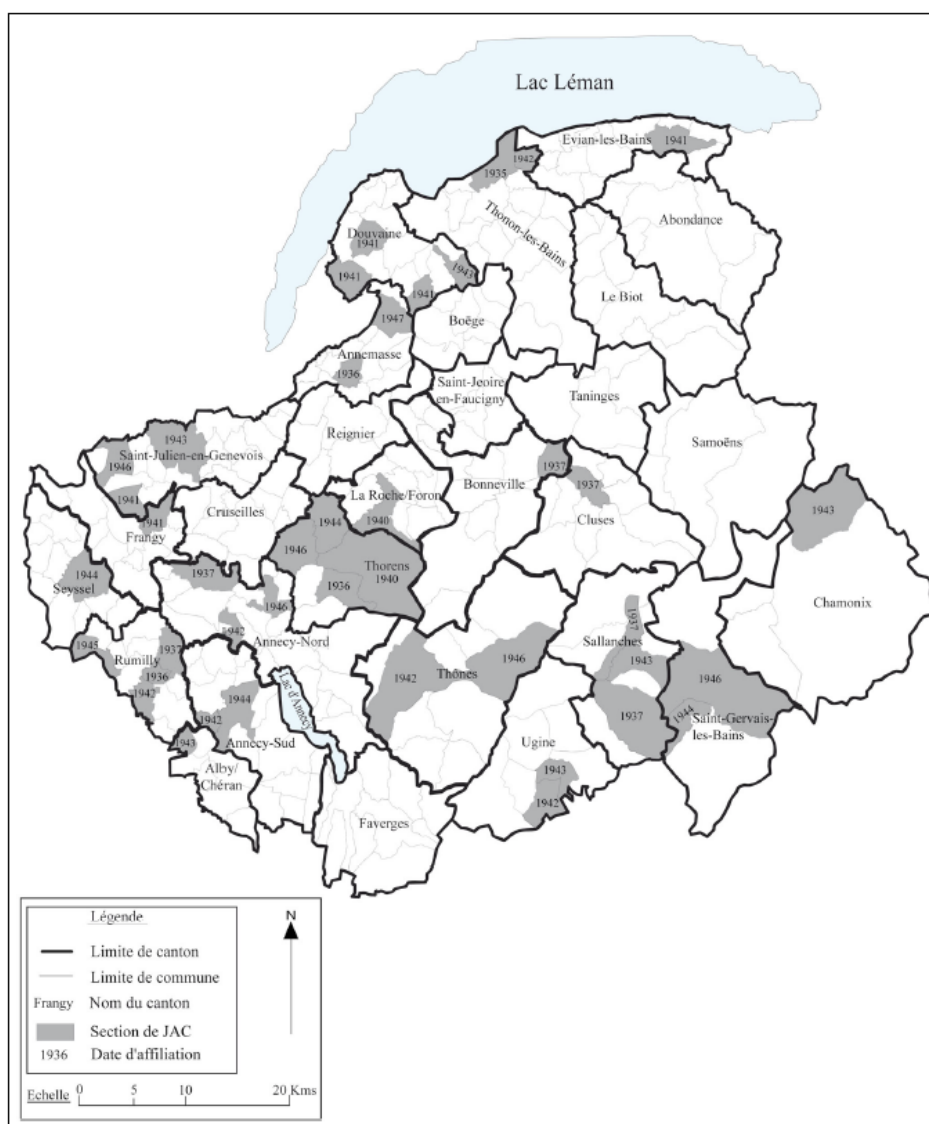 Lac Léman
Evian-les-Bains
1941
1942
1935
Thonon-les-Bains
Abondance
Douvaine
1941
1941
1943
1941
Le Biot
1947
Boëge
Annemasse
1936
Saint-Jeoire
en-Faucigny
Taninges
Samoëns
Reignier
1943
Saint-Julien-en-Genevois
1946
1941
1941
Frangy
Cruseilles
La Roche/Foron
1940
Bonneville
1937
1937
Cluses
1943
Chamonix
1944
1946
Thorens
1936
1940
1944
Seyssel
1937
1946
1942
Annecy-Nord
1945
Rumilly
1937
1936
1942
1944
1942
Annecy-Sud
Lac d'Annecy
1943
Alby/
Chéran
1942
Thônes
1946
1937
Sallanches
1943
1937
1946
1944
Saint-Gervais-
les-Bains
Ugine
1943
1942
Faverges
Légende
Limite de canton
Limite de commune
Frangy Nom du canton
Section de JAC
1936 Date d'affiliation
N
Echelle 0 5 10 20 Kms